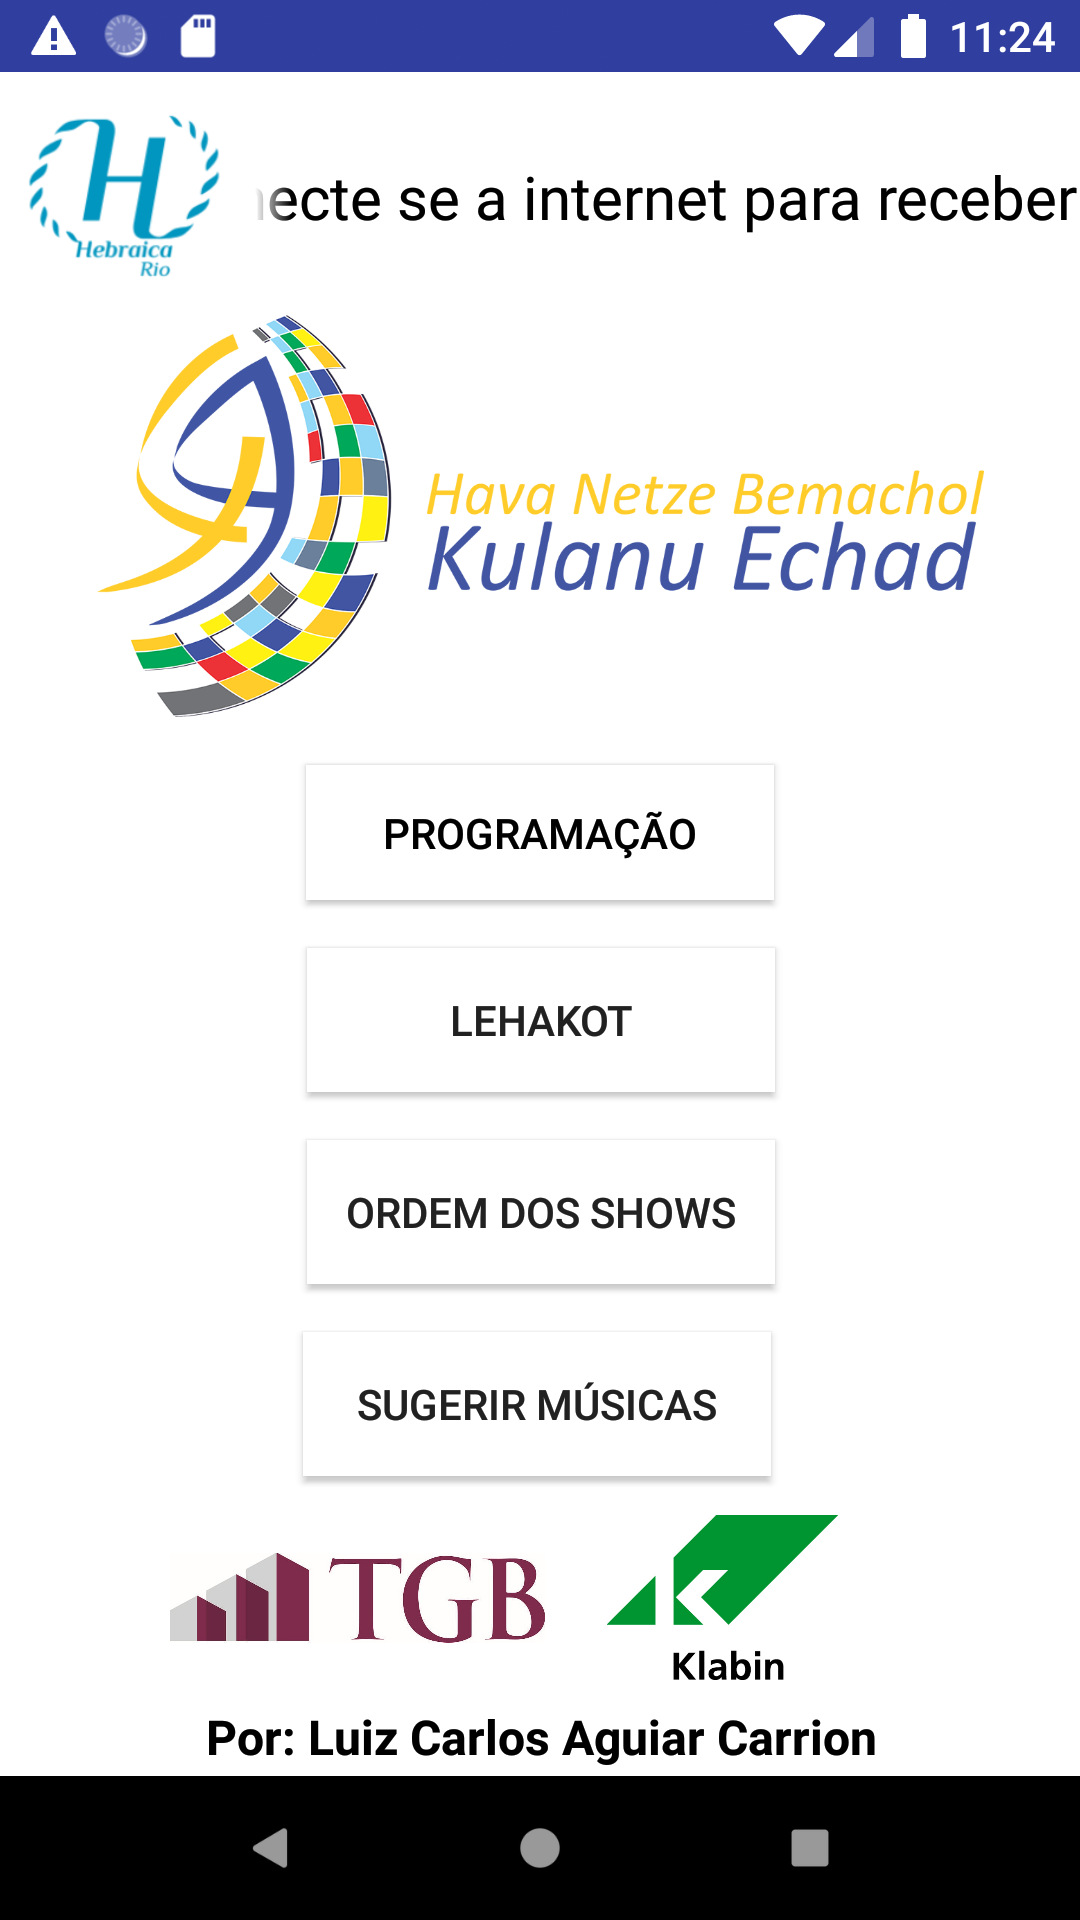 11:24
Hebraica
Rio
ecte se a internet para receber
Hava Netze Bemachol
Kulanu Echad
PROGRAMAÇÃO
LEHAKOT
ORDEM DOS SHOWS
SUGERIR MÚSICAS
TGB
Klabin
Por: Luiz Carlos Aguiar Carrion